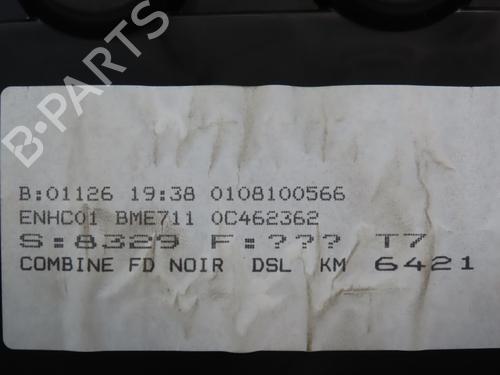 B-PARTS
B:01126 19:38 0108100566
ENHC01 BME711 0C462362
S:8329 F:??? T7
COMBINE FD NOIR DSL KM 6421